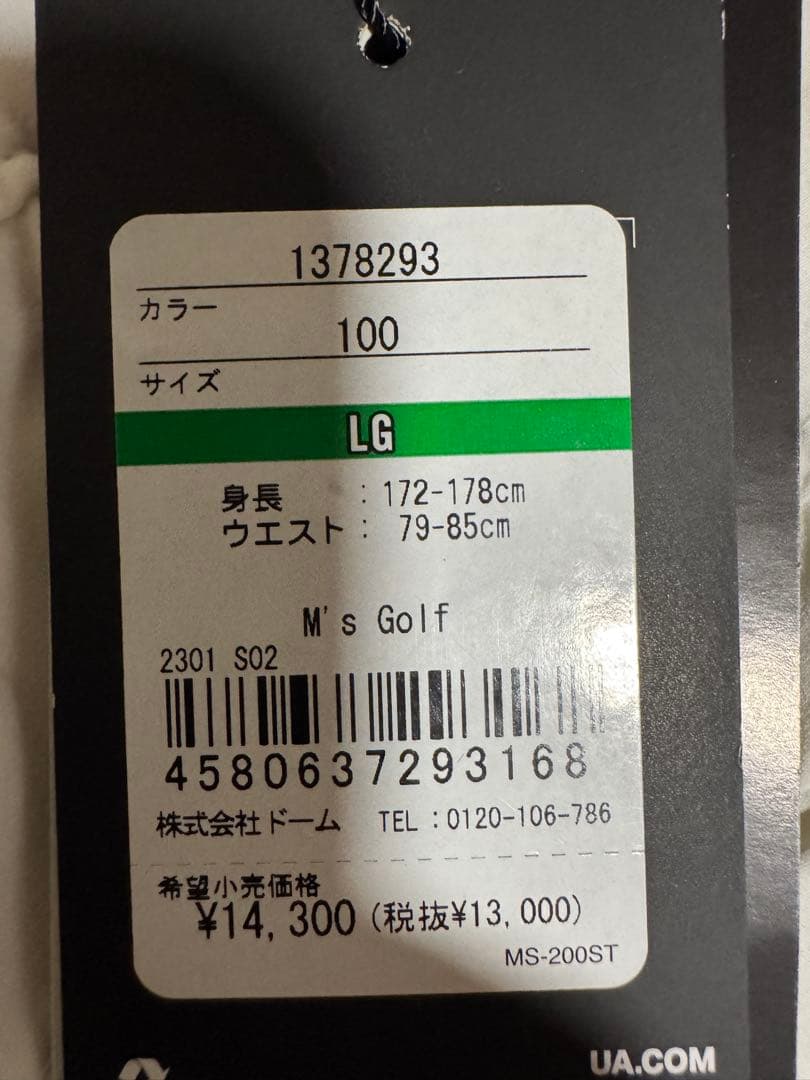 1378293
カラー
100
サイズ
LG
身長 : 172-178cm
ウエスト : 79-85cm
M's Golf
2301 S02
4580637293168
株式会社ドーム TEL:0120-106-786
希望小売価格
¥14,300(税抜¥13,000)
MS-200ST
UA.COM